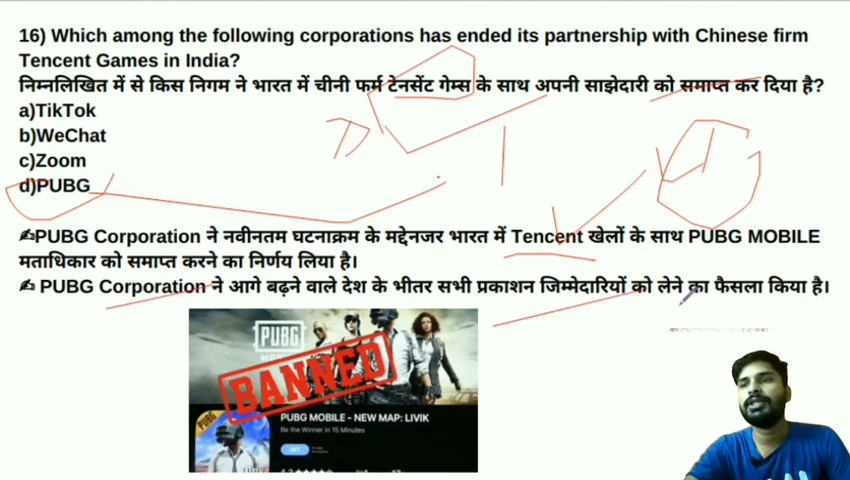 16) Which among the following corporations has ended its partnership with Chinese firm
Tencent Games in India?
निम्नलिखित में से किस निगम ने भारत में चीनी फर्म टेनसेंट गेम्स के साथ अपनी साझेदारी को समाप्त कर दिया है?
a)TikTok
b)WeChat
c)Zoom
d)PUBG
✍PUBG Corporation ने नवीनतम घटनाक्रम के मद्देनजर भारत में Tencent खेलों के साथ PUBG MOBILE
मताधिकार को समाप्त करने का निर्णय लिया है।
✍ PUBG Corporation ने आगे बढ़ने वाले देश के भीतर सभी प्रकाशन जिम्मेदारियों को लेने का फैसला किया है।
PUBG
BANNED
PUBG
PUBG MOBILE - NEW MAP: LIVIK
Be the Winner in 15 Minutes
GET